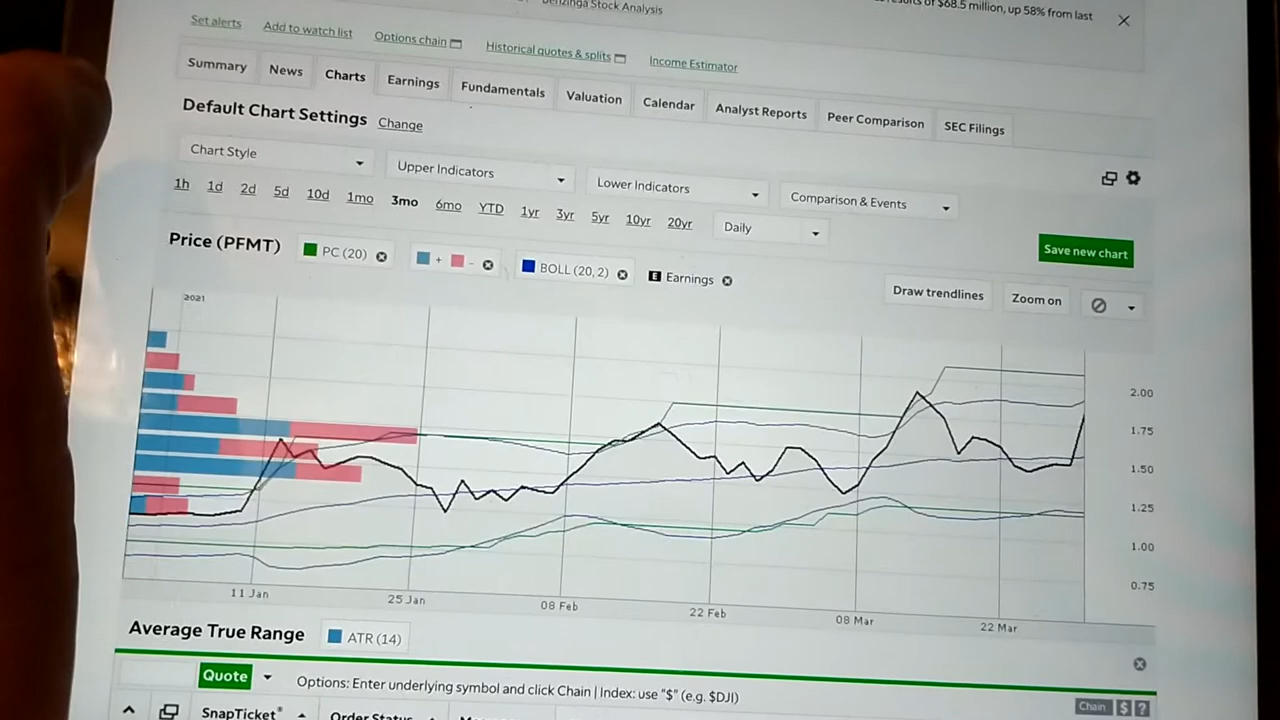 Benzinga Stock Analysis
of $68.5 million, up 58% from last
Set alerts Add to watch list Options chain Historical quotes & splits Income Estimator
Summary News Charts Earnings Fundamentals Valuation Calendar Analyst Reports Peer Comparison SEC Filings
Default Chart Settings Change
Chart Style Upper Indicators Lower Indicators Comparison & Events
1h 1d 2d 5d 10d 1mo 3mo 6mo YTD 1yr 3yr 5yr 10yr 20yr Daily
Save new chart
Price (PFMT) PC (20) + - BOLL (20, 2) E Earnings
Draw trendlines Zoom on
2021
2.00
1.75
1.50
1.25
1.00
0.75
11 Jan 25 Jan 08 Feb 22 Feb 08 Mar 22 Mar
Average True Range ATR (14)
Quote Options: Enter underlying symbol and click Chain | Index: use "$" (e.g. $DJI)
Chain $ ?
SnapTicket® Order Status